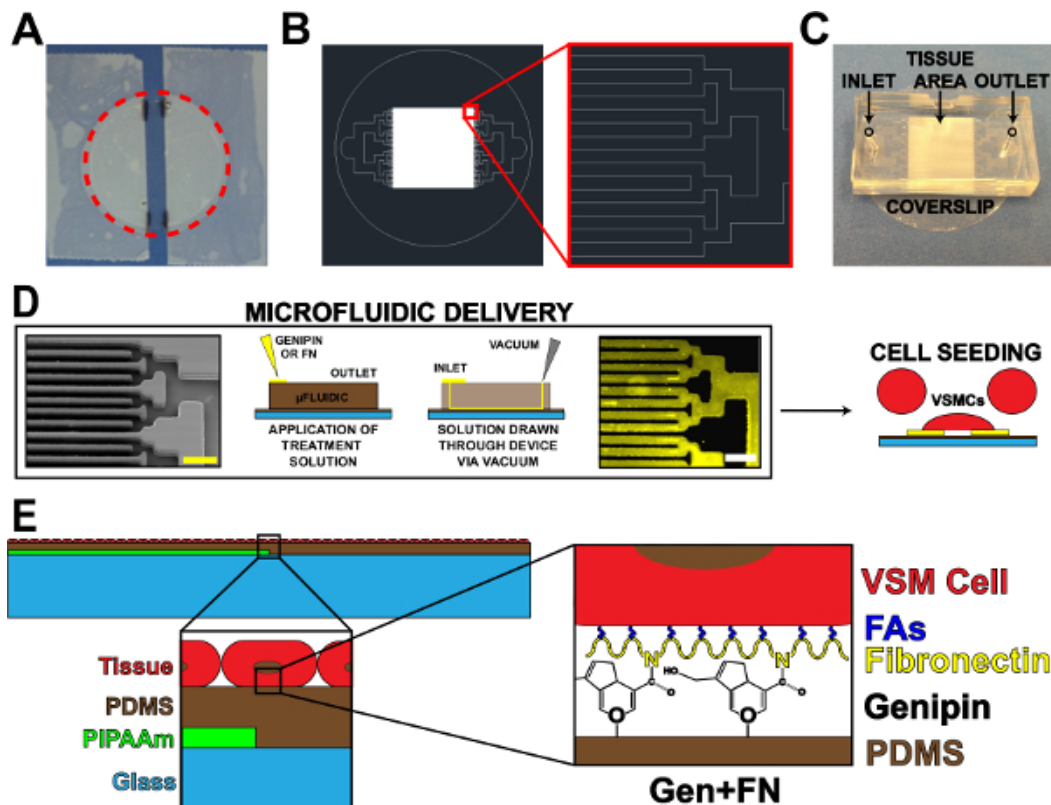 A
B
C
TISSUE
INLET AREA OUTLET
COVERSLIP
D
MICROFLUIDIC DELIVERY
GENIPIN
OR FN
OUTLET
µFLUIDIC
APPLICATION OF
TREATMENT
SOLUTION
VACUUM
INLET
SOLUTION DRAWN
THROUGH DEVICE
VIA VACUUM
CELL SEEDING
VSMCs
E
Tissue
PDMS
PIPAAm
Glass
N
N
HO
C
O
C
O
O
O
VSM Cell
FAs
Fibronectin
Genipin
PDMS
Gen+FN